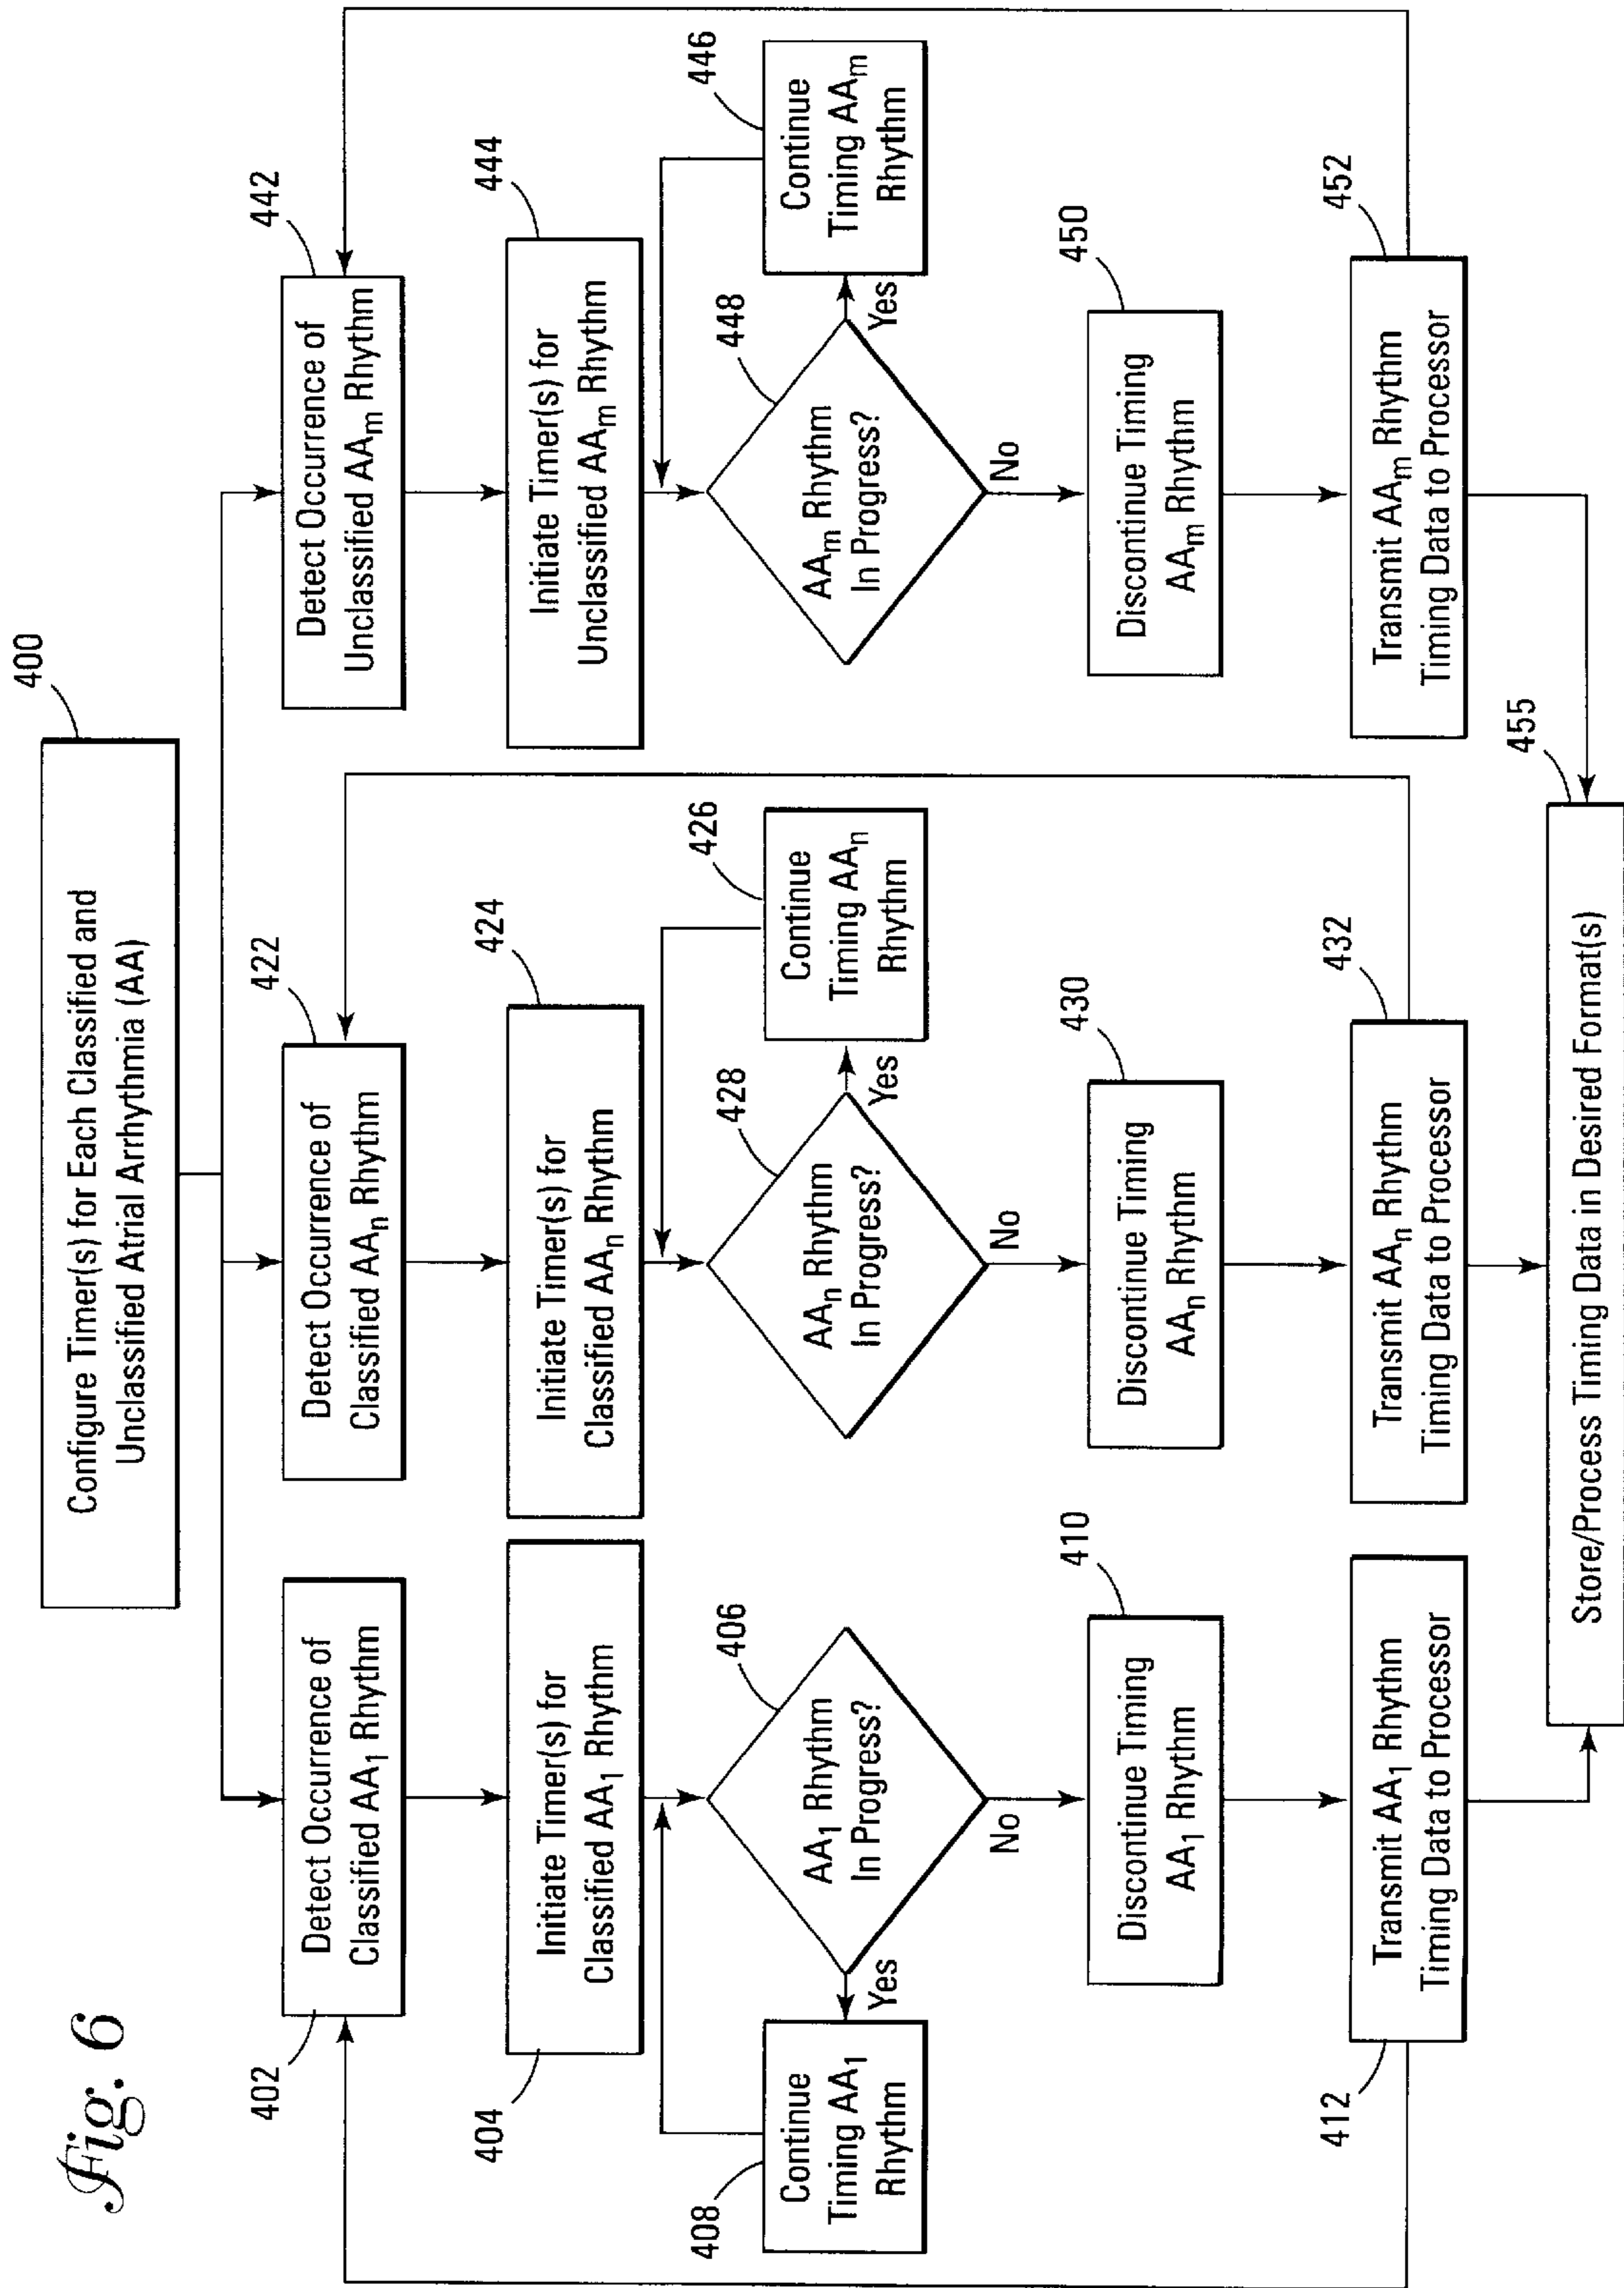 Fig. 6
400
Configure Timer(s) for Each Classified and
Unclassified Atrial Arrhythmia (AA)
402
Detect Occurrence of
Classified AA₁ Rhythm
404
Initiate Timer(s) for
Classified AA₁ Rhythm
406
AA₁ Rhythm
In Progress?
Yes
408
Continue
Timing AA₁
Rhythm
No
410
Discontinue Timing
AA₁ Rhythm
412
Transmit AA₁ Rhythm
Timing Data to Processor
422
Detect Occurrence of
Classified AAₙ Rhythm
424
Initiate Timer(s) for
Classified AAₙ Rhythm
428
AAₙ Rhythm
In Progress?
Yes
426
Continue
Timing AAₙ
Rhythm
No
430
Discontinue Timing
AAₙ Rhythm
432
Transmit AAₙ Rhythm
Timing Data to Processor
442
Detect Occurrence of
Unclassified AAₘ Rhythm
444
Initiate Timer(s) for
Unclassified AAₘ Rhythm
448
AAₘ Rhythm
In Progress?
Yes
446
Continue
Timing AAₘ
Rhythm
No
450
Discontinue Timing
AAₘ Rhythm
452
Transmit AAₘ Rhythm
Timing Data to Processor
455
Store/Process Timing Data in Desired Format(s)